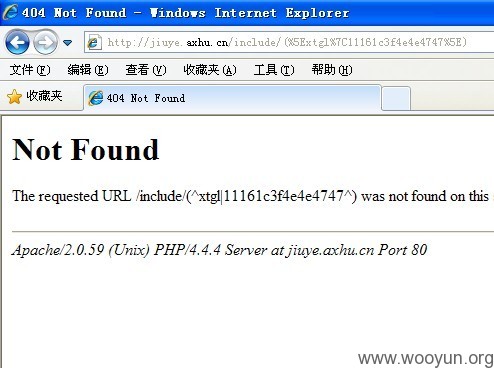 404 Not Found - Windows Internet Explorer
http://jiuye.axhu.cn/include/(%5Extgl%7C11161c3f4e4e4747%5E)
文件(F) 编辑(E) 查看(V) 收藏夹(A) 工具(T) 帮助(H)
收藏夹 404 Not Found
Not Found
The requested URL /include/(^xtgl|11161c3f4e4e4747^) was not found on this
Apache/2.0.59 (Unix) PHP/4.4.4 Server at jiuye.axhu.cn Port 80
www.wooyun.org